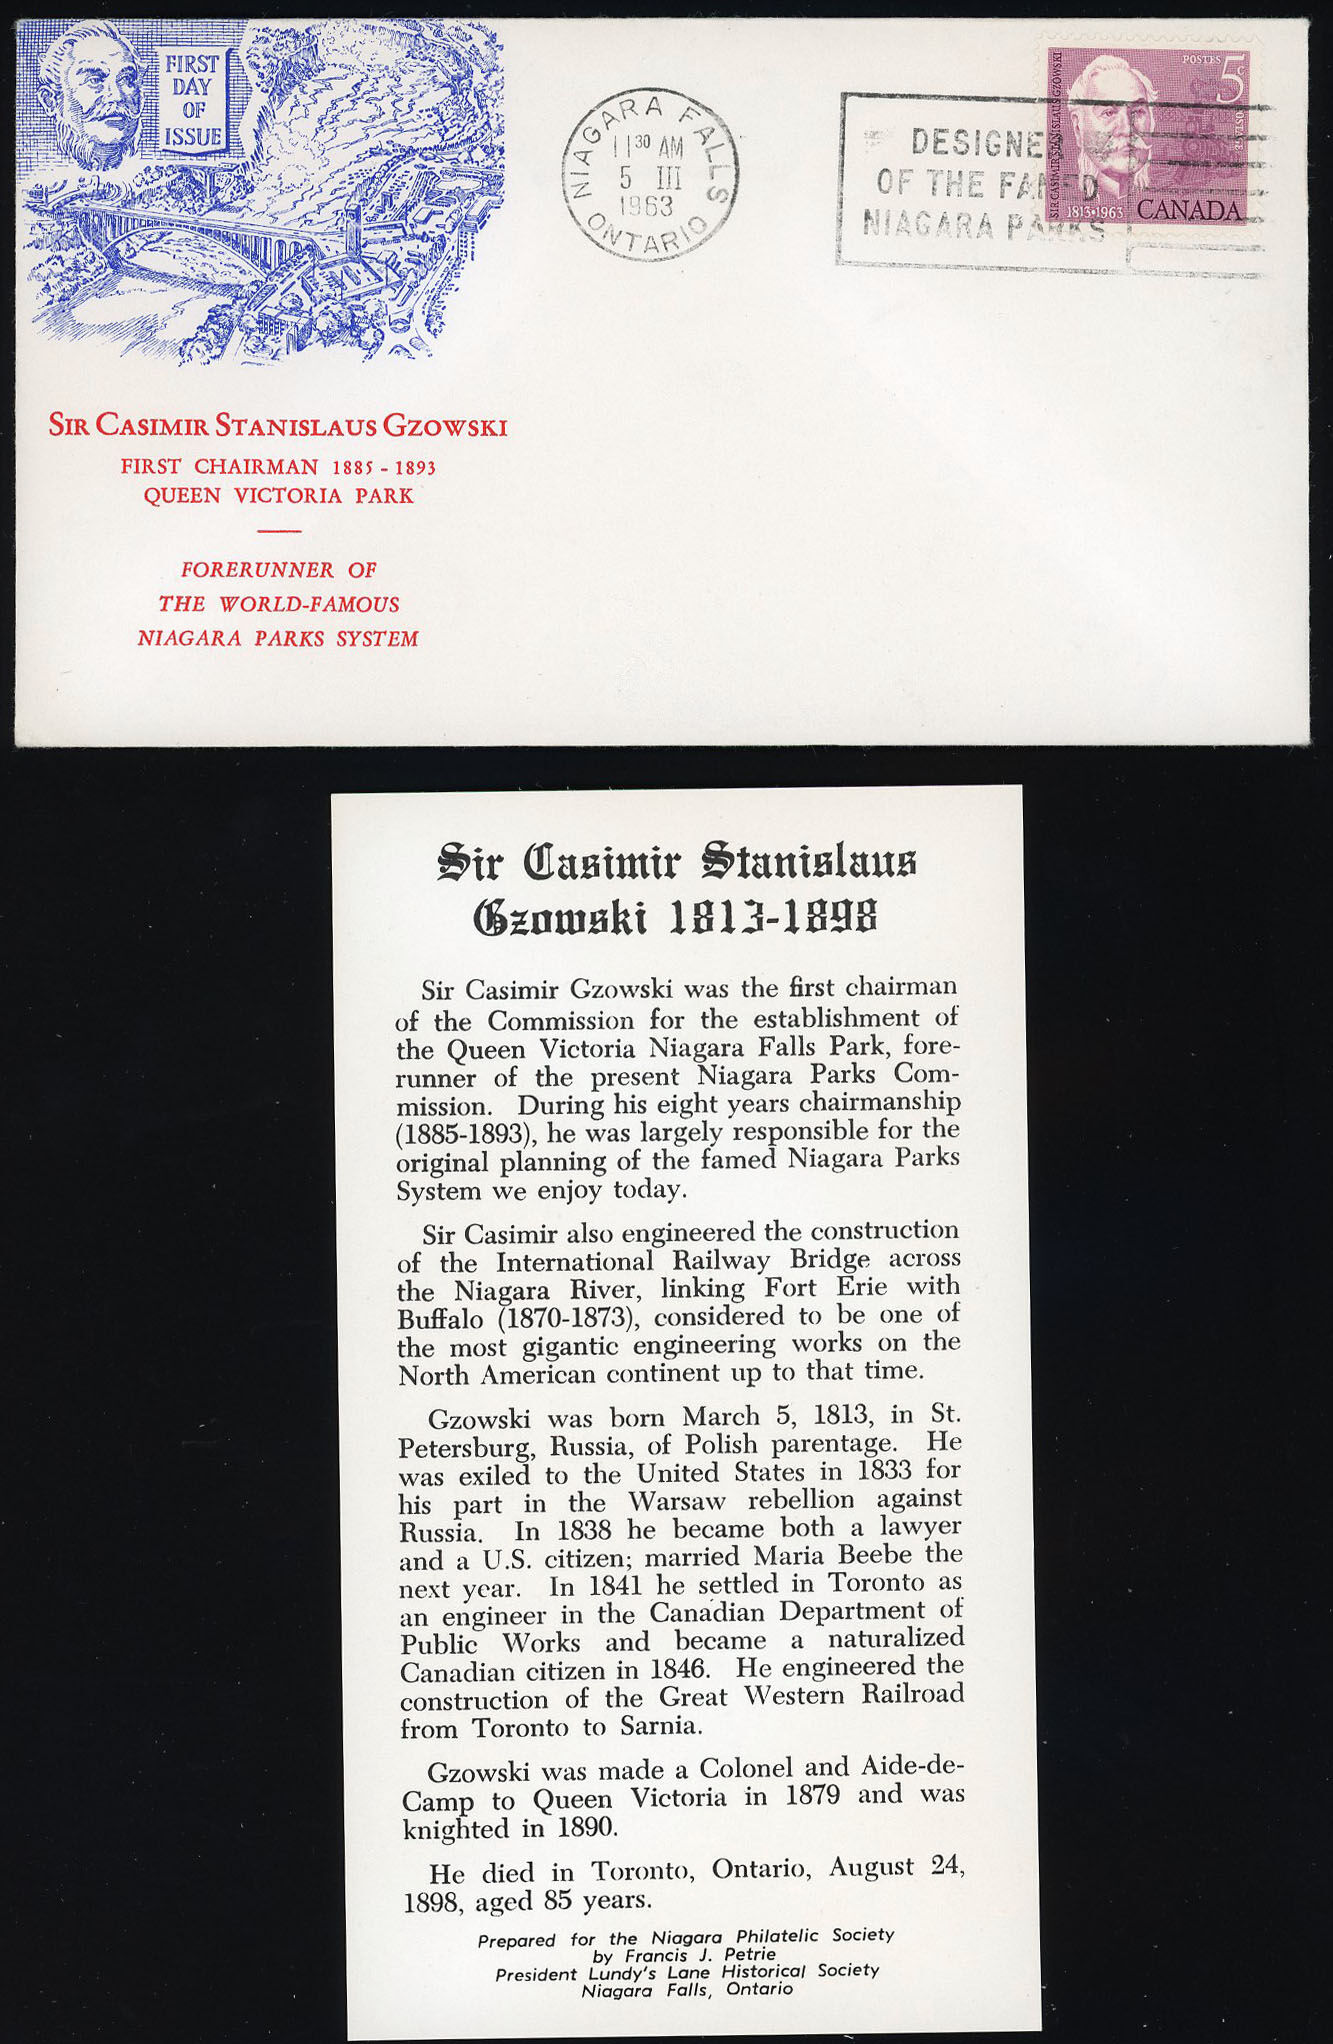 FIRST
DAY
OF
ISSUE
SIR CASIMIR STANISLAUS GZOWSKI
FIRST CHAIRMAN 1885 - 1893
QUEEN VICTORIA PARK
FORERUNNER OF
THE WORLD-FAMOUS
NIAGARA PARKS SYSTEM
NIAGARA FALLS
11 30 AM
5 III
1963
ONTARIO
DESIGNER
OF THE FAMED
NIAGARA PARKS
POSTES 5c
POSTAGE
SIR CASIMIR STANISLAUS GZOWSKI
1813·1963 CANADA
Sir Casimir Stanislaus
Gzowski 1813-1898
Sir Casimir Gzowski was the first chairman
of the Commission for the establishment of
the Queen Victoria Niagara Falls Park, fore-
runner of the present Niagara Parks Com-
mission. During his eight years chairmanship
(1885-1893), he was largely responsible for the
original planning of the famed Niagara Parks
System we enjoy today.
Sir Casimir also engineered the construction
of the International Railway Bridge across
the Niagara River, linking Fort Erie with
Buffalo (1870-1873), considered to be one of
the most gigantic engineering works on the
North American continent up to that time.
Gzowski was born March 5, 1813, in St.
Petersburg, Russia, of Polish parentage. He
was exiled to the United States in 1833 for
his part in the Warsaw rebellion against
Russia. In 1838 he became both a lawyer
and a U.S. citizen; married Maria Beebe the
next year. In 1841 he settled in Toronto as
an engineer in the Canadian Department of
Public Works and became a naturalized
Canadian citizen in 1846. He engineered the
construction of the Great Western Railroad
from Toronto to Sarnia.
Gzowski was made a Colonel and Aide-de-
Camp to Queen Victoria in 1879 and was
knighted in 1890.
He died in Toronto, Ontario, August 24,
1898, aged 85 years.
Prepared for the Niagara Philatelic Society
by Francis J. Petrie
President Lundy's Lane Historical Society
Niagara Falls, Ontario